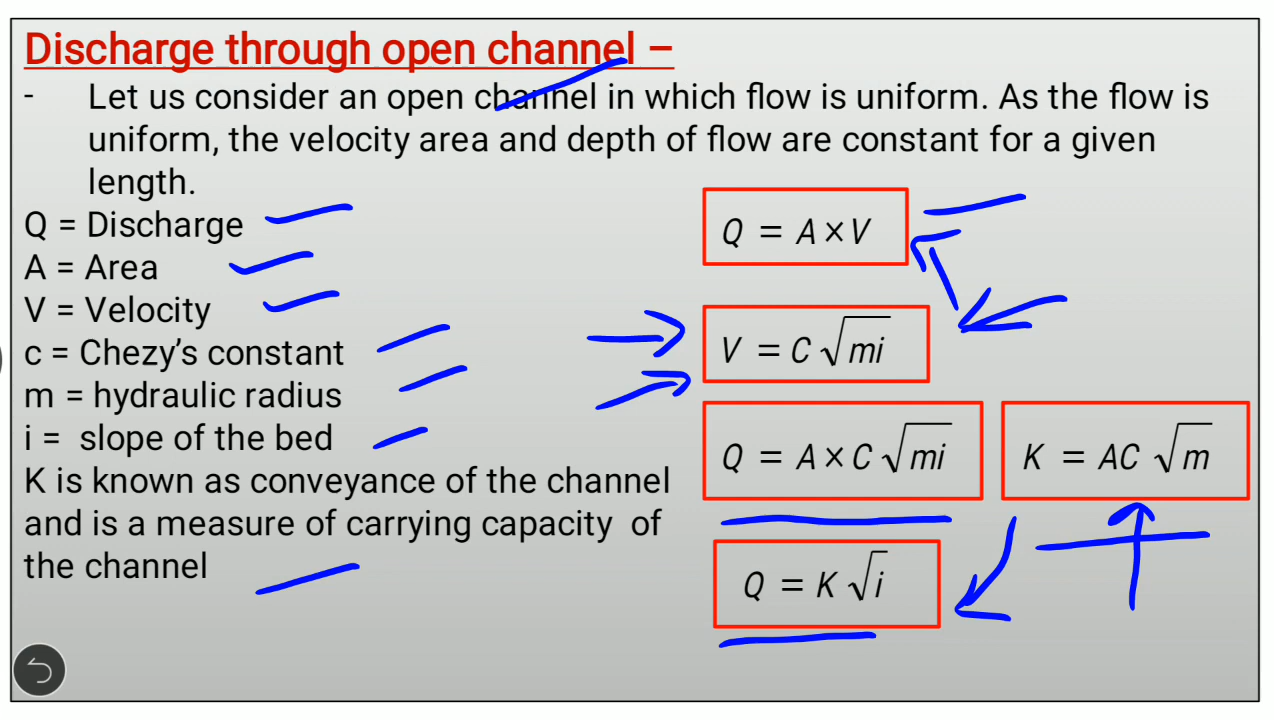 Discharge through open channel –
- Let us consider an open channel in which flow is uniform. As the flow is
uniform, the velocity area and depth of flow are constant for a given
length.
Q = Discharge
A = Area
V = Velocity
c = Chezy’s constant
m = hydraulic radius
i = slope of the bed
K is known as conveyance of the channel
and is a measure of carrying capacity of
the channel
Q = A × V
V = C √mi
Q = A × C √mi
K = AC √m
Q = K √i